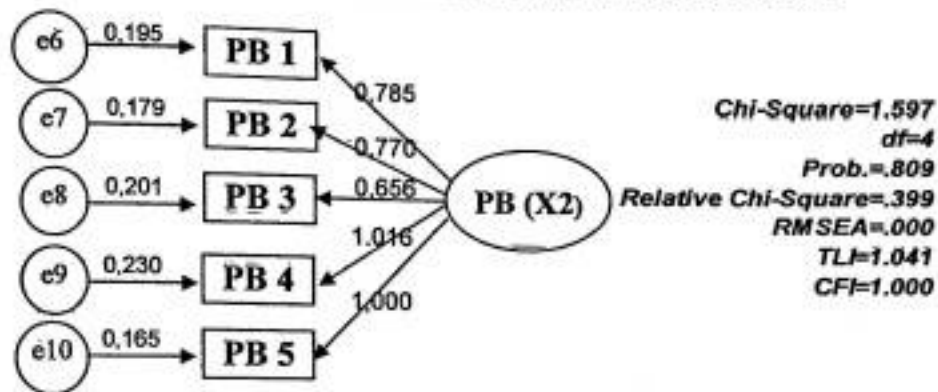 e6 0,195 PB 1
0,785
e7 0,179 PB 2
0,770
e8 0,201 PB 3
0,656
PB (X2)
e9 0,230 PB 4
1.016
e10 0,165 PB 5
1,000
Chi-Square=1.597
df=4
Prob.=.809
Relative Chi-Square=.399
RMSEA=.000
TLI=1.041
CFI=1.000